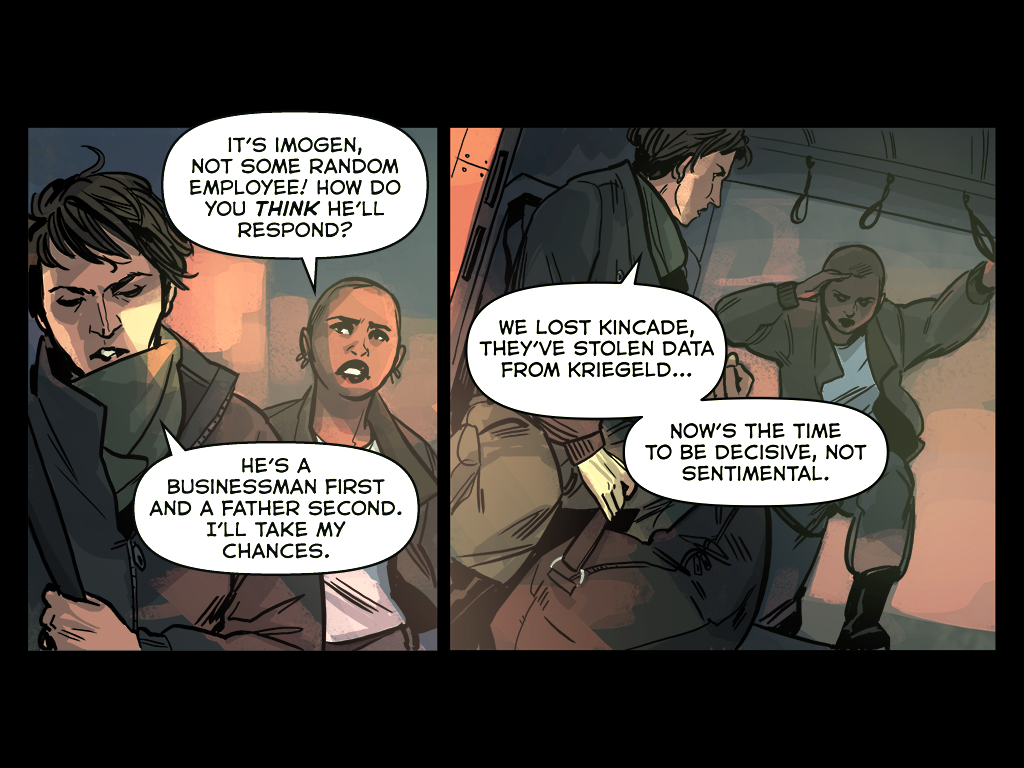 IT'S IMOGEN,
NOT SOME RANDOM
EMPLOYEE! HOW DO
YOU THINK HE'LL
RESPOND?
HE'S A
BUSINESSMAN FIRST
AND A FATHER SECOND.
I'LL TAKE MY
CHANCES.
WE LOST KINCADE,
THEY'VE STOLEN DATA
FROM KRIEGELD...
NOW'S THE TIME
TO BE DECISIVE, NOT
SENTIMENTAL.